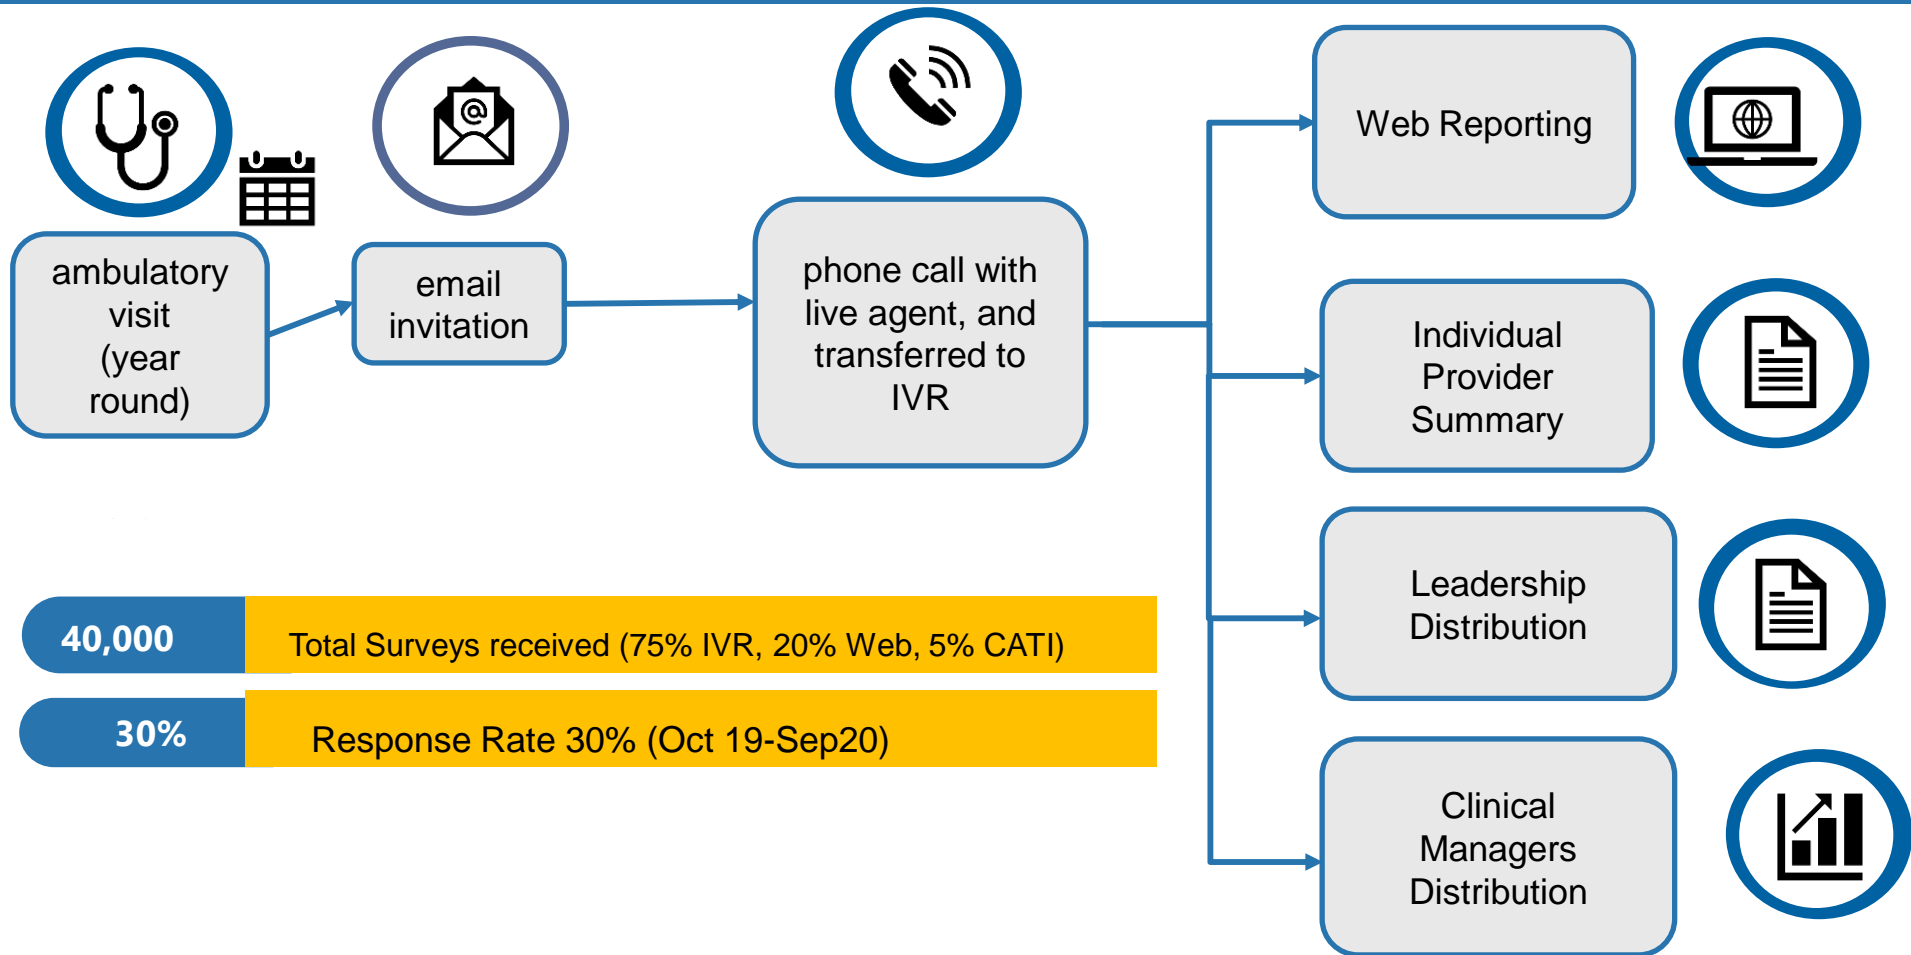 ambulatory
visit
(year
round)
email
invitation
phone call with
live agent, and
transferred to
IVR
Web Reporting
Individual
Provider
Summary
Leadership
Distribution
Clinical
Managers
Distribution
40,000
Total Surveys received (75% IVR, 20% Web, 5% CATI)
30%
Response Rate 30% (Oct 19-Sep20)